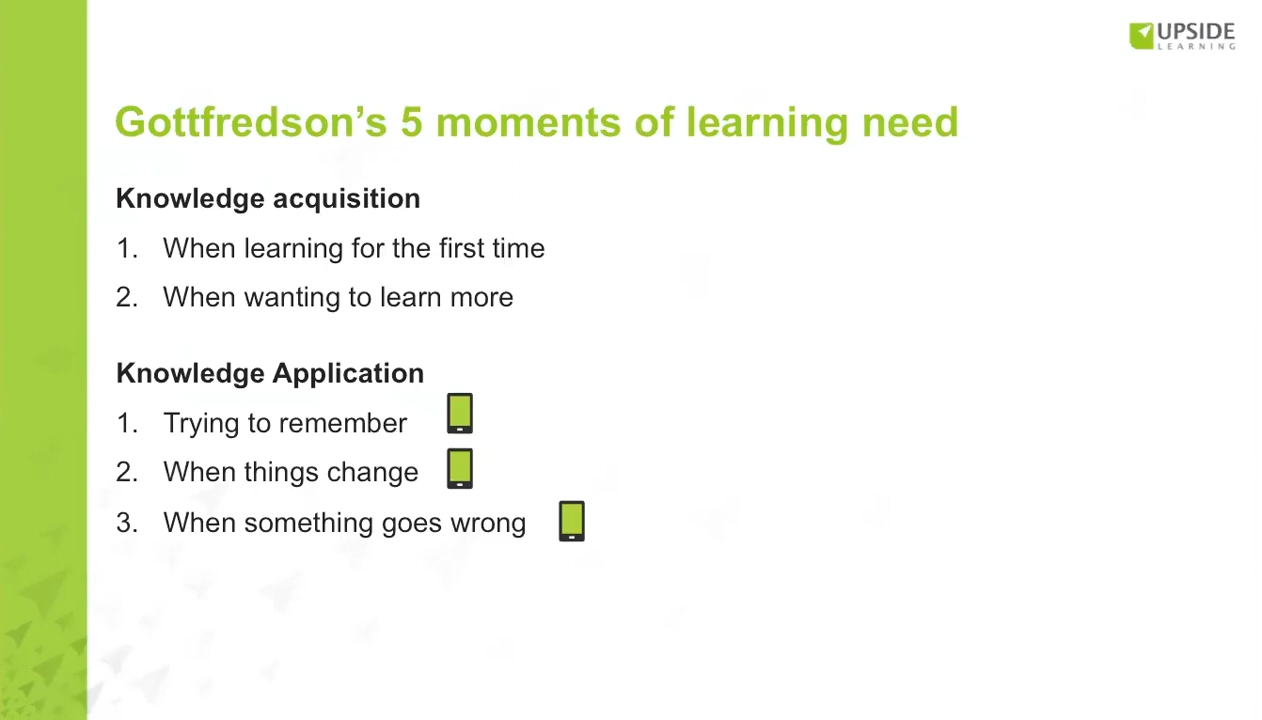 UPSIDE
LEARNING
Gottfredson’s 5 moments of learning need
Knowledge acquisition
1. When learning for the first time
2. When wanting to learn more
Knowledge Application
1. Trying to remember
2. When things change
3. When something goes wrong